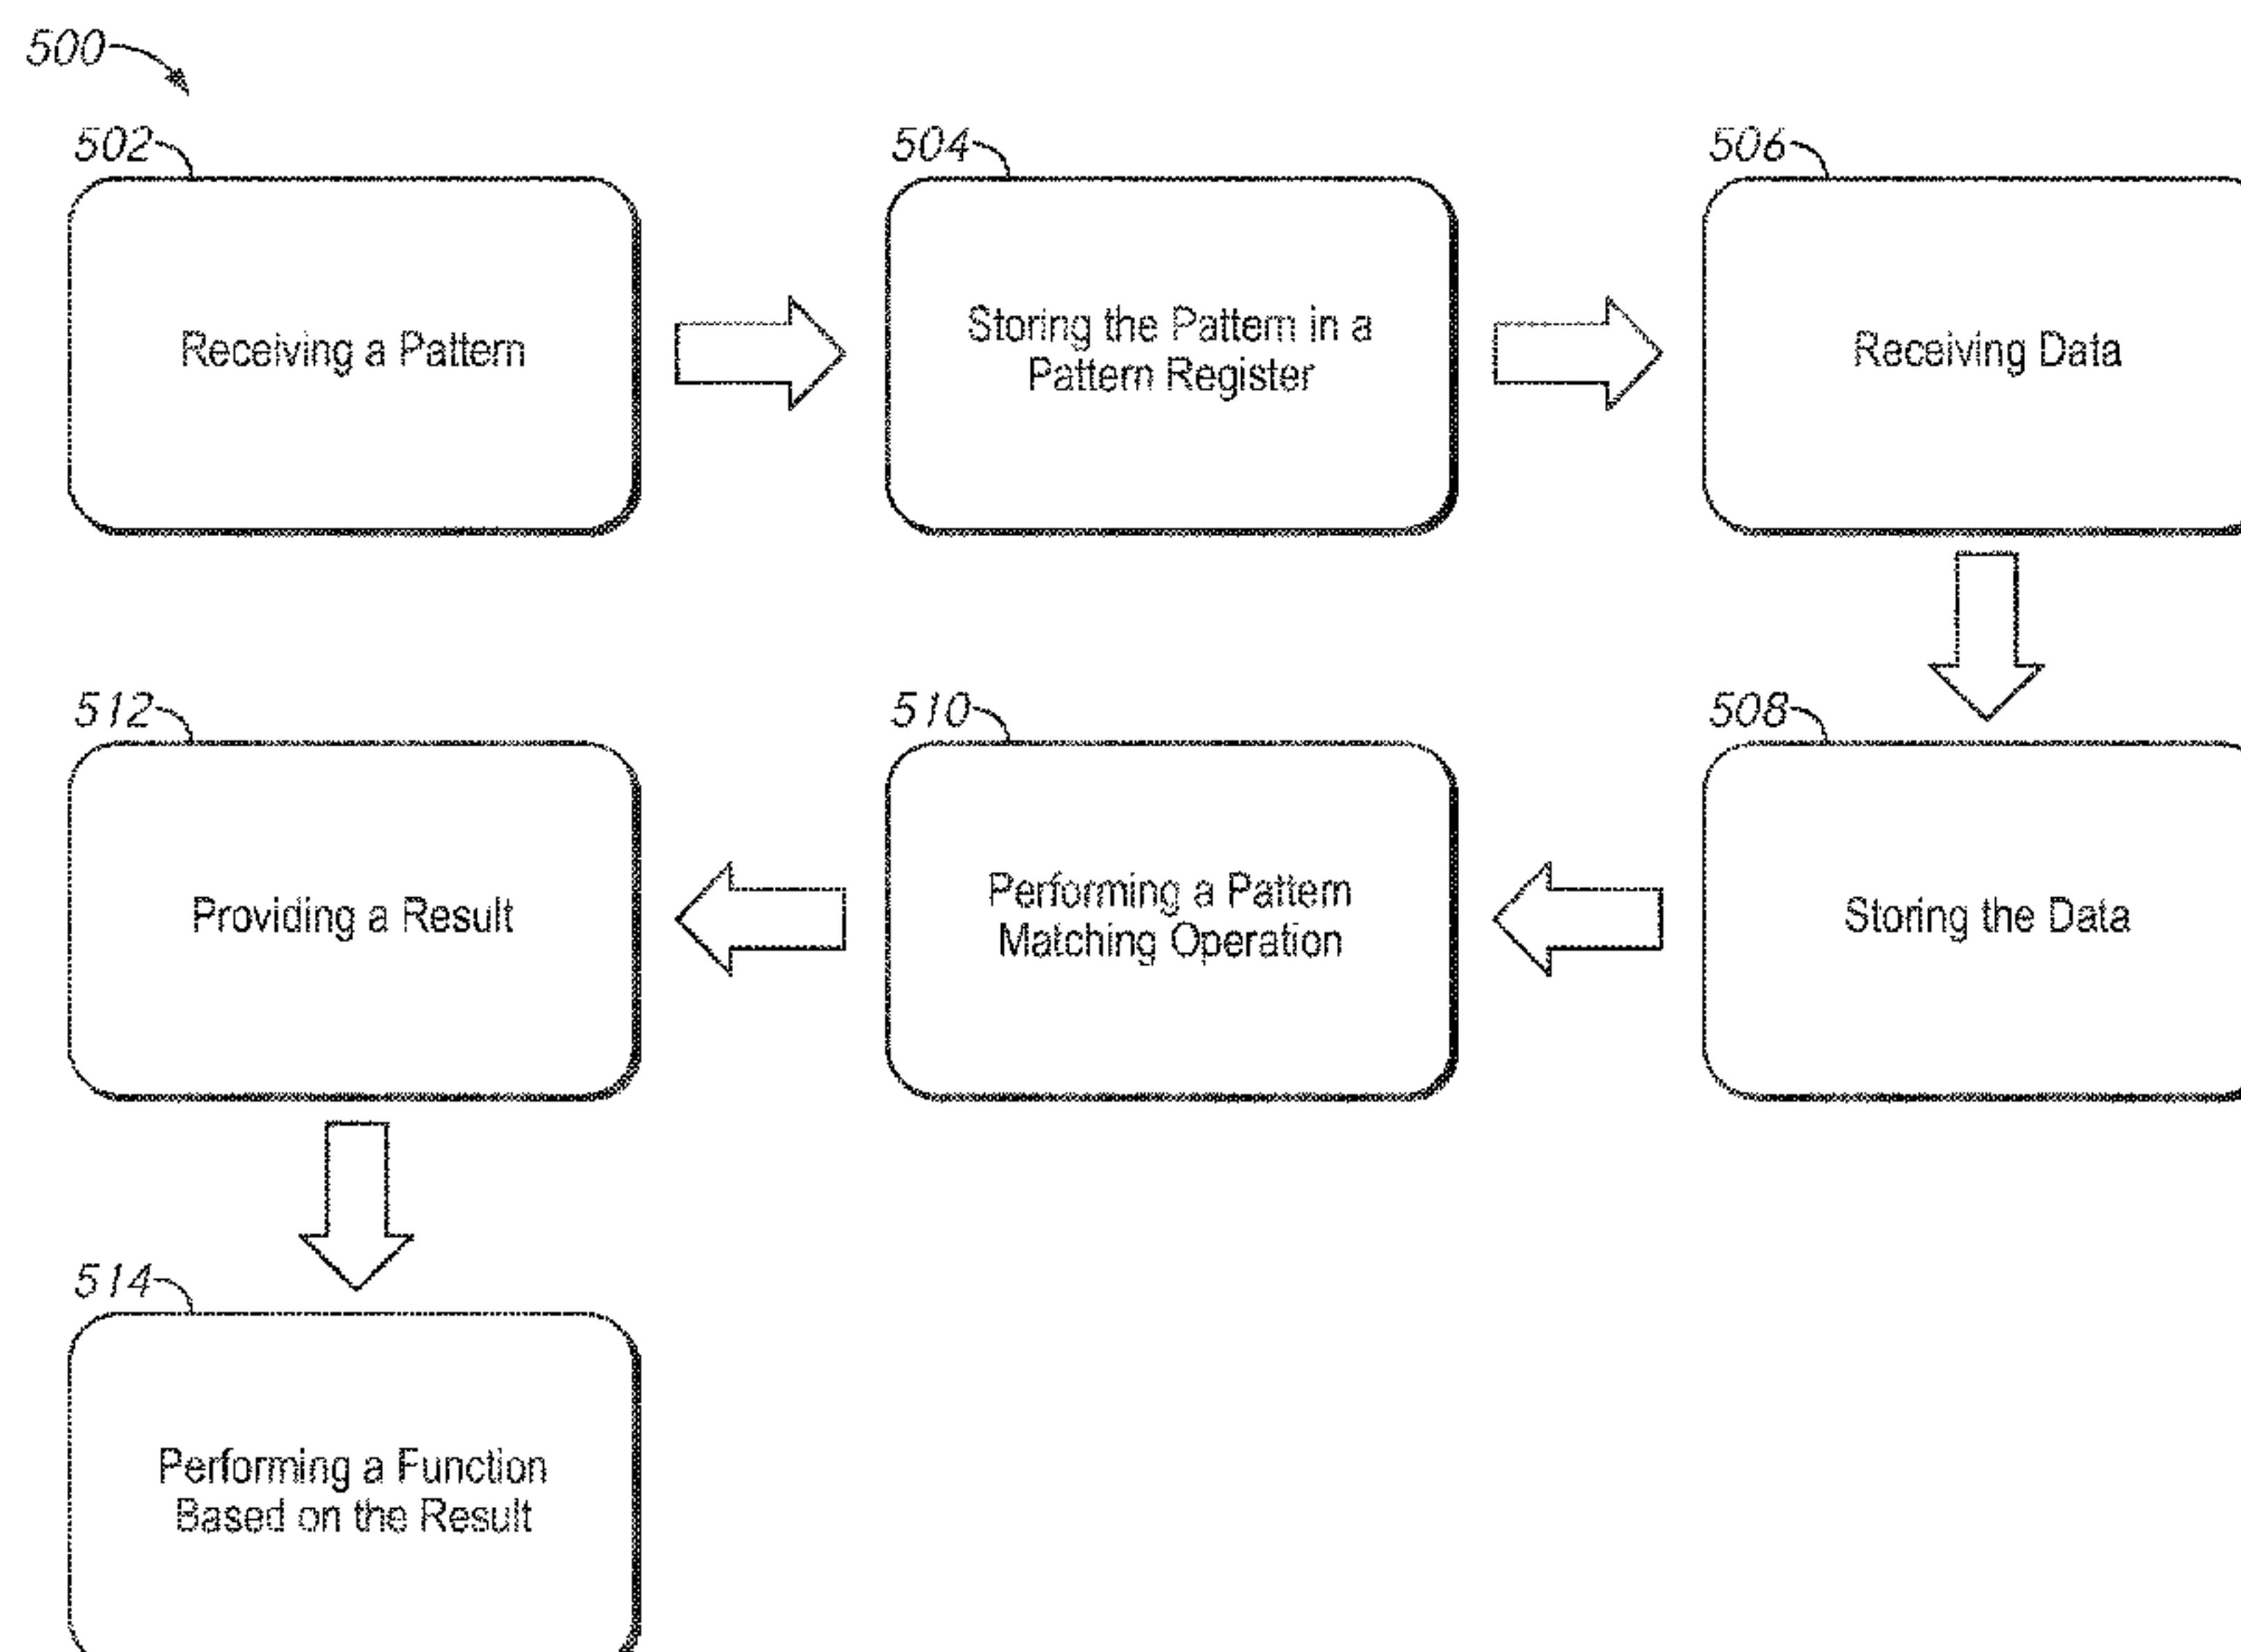 500
502
504
506
Receiving a Pattern
Storing the Pattern in a
Pattern Register
Receiving Data
512
510
508
Providing a Result
Performing a Pattern
Matching Operation
Storing the Data
514
Performing a Function
Based on the Result